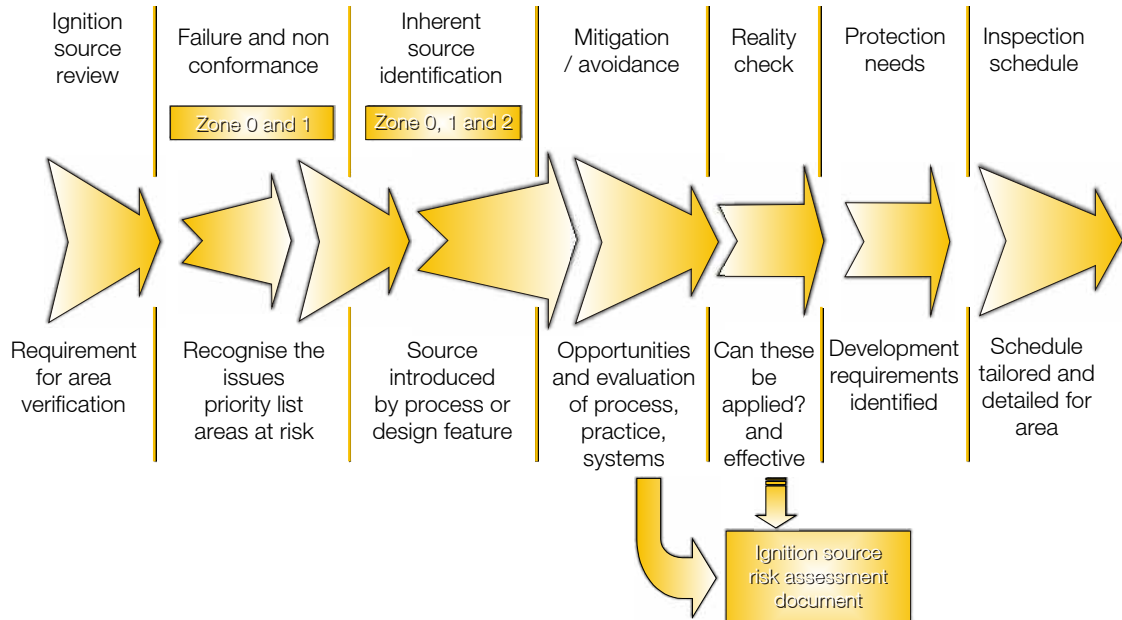 Ignition
source
review
Failure and non
conformance
Inherent
source
identification
Mitigation
/ avoidance
Reality
check
Protection
needs
Inspection
schedule
Zone 0 and 1
Zone 0, 1 and 2
Requirement
for area
verification
Recognise the
issues
priority list
areas at risk
Source
introduced
by process or
design feature
Opportunities
and evaluation
of process,
practice,
systems
Can these
be
applied?
and
effective
Development
requirements
identified
Schedule
tailored and
detailed for
area
Ignition source
risk assessment
document